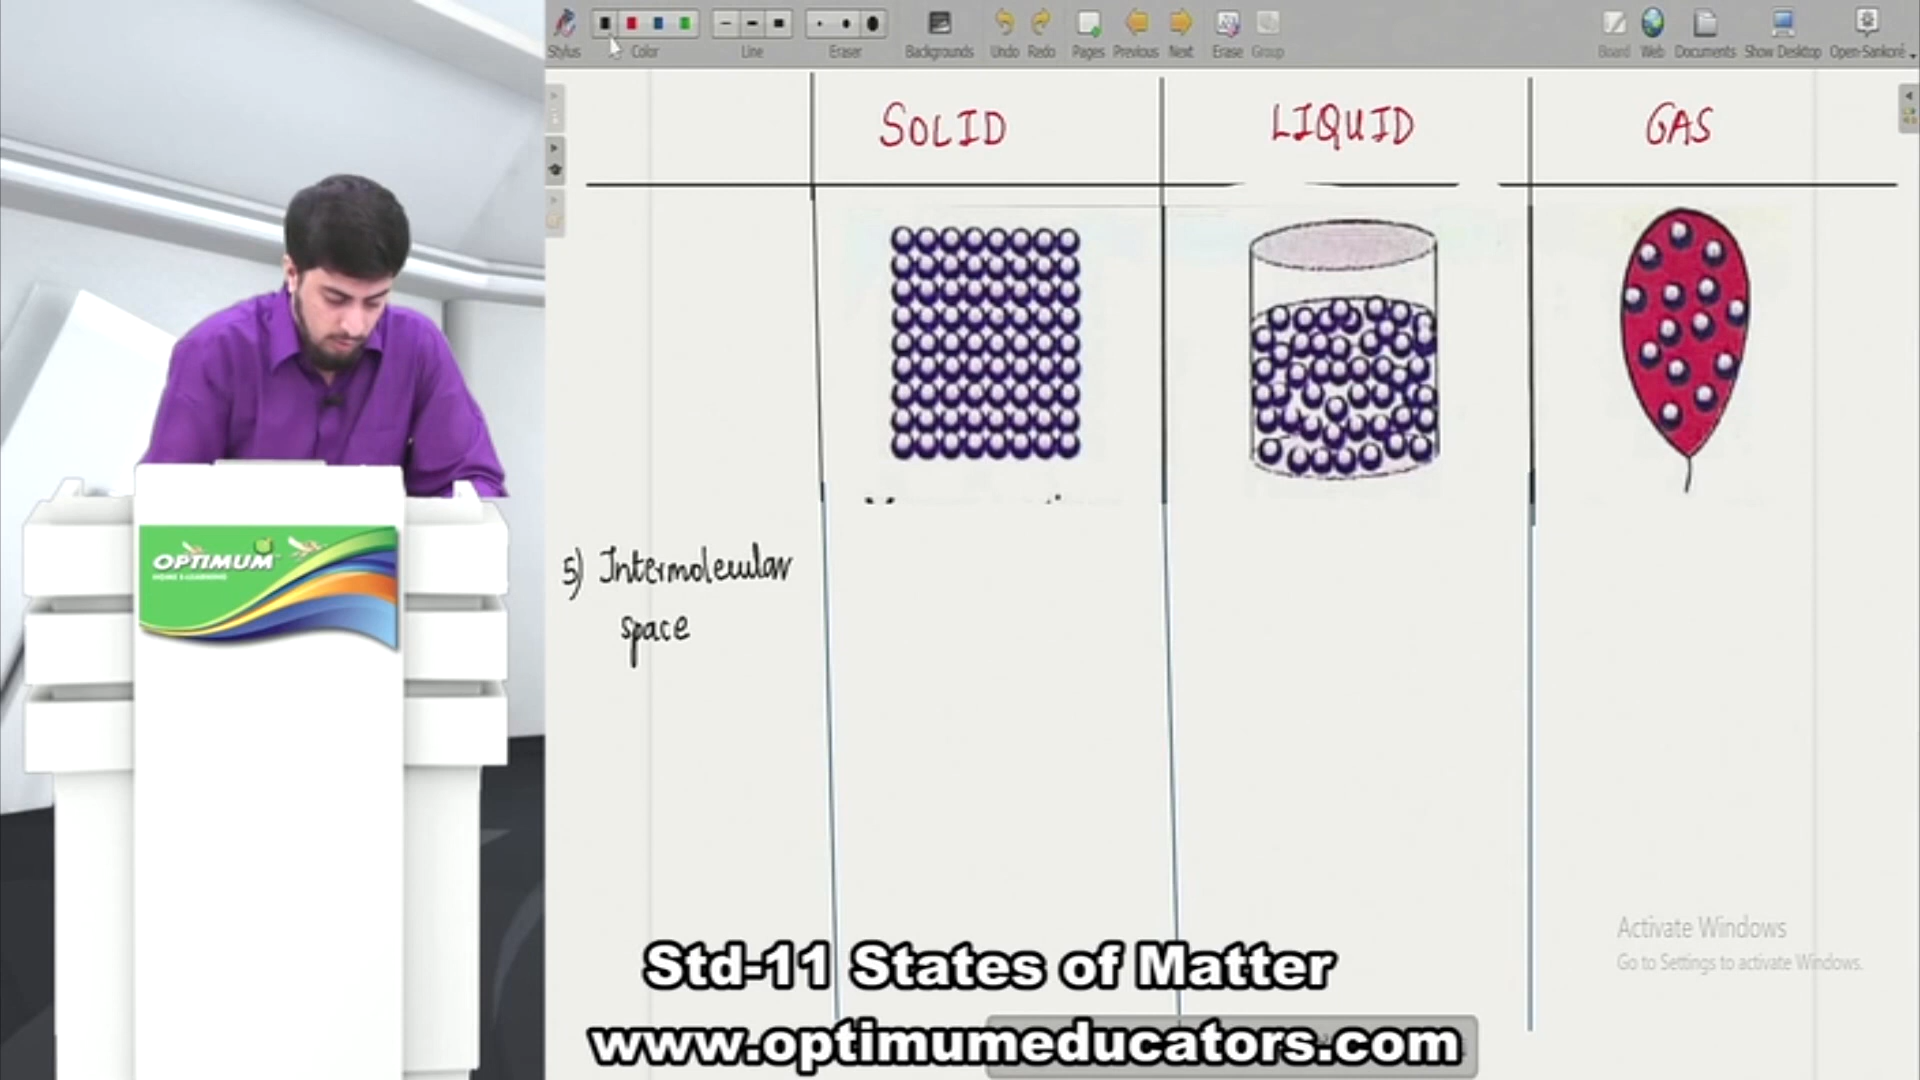 Stylus Color Line Eraser Backgrounds Undo Redo Pages Previous Next Erase Group Board Web Documents Show Desktop Open-Sankoré
SOLID LIQUID GAS
OPTIMUM
HOME E-LEARNING
5) Intermolecular
space
Activate Windows
Go to Settings to activate Windows.
Std-11 States of Matter
www.optimumeducators.com